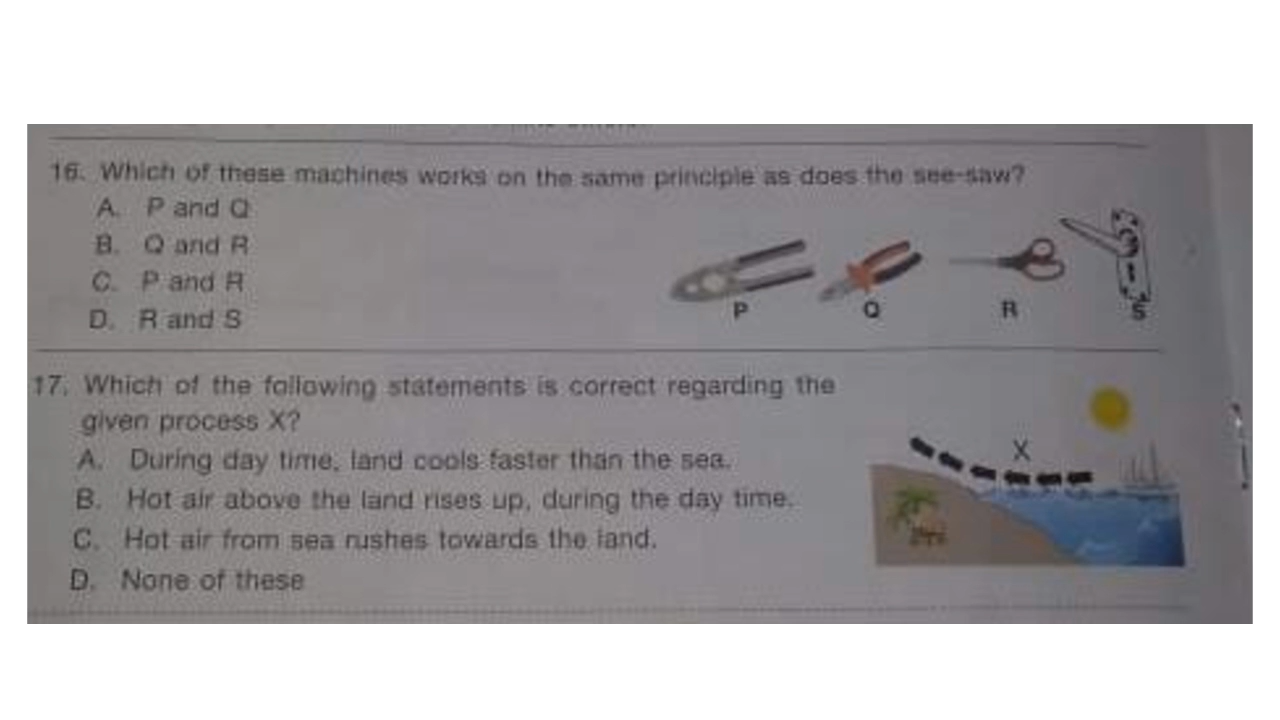 16. Which of these machines works on the same principle as does the see-saw?
A. P and Q
B. Q and R
C. P and R
D. R and S
P Q R S
17. Which of the following statements is correct regarding the
given process X?
X
A. During day time, land cools faster than the sea.
B. Hot air above the land rises up, during the day time.
C. Hot air from sea rushes towards the land.
D. None of these